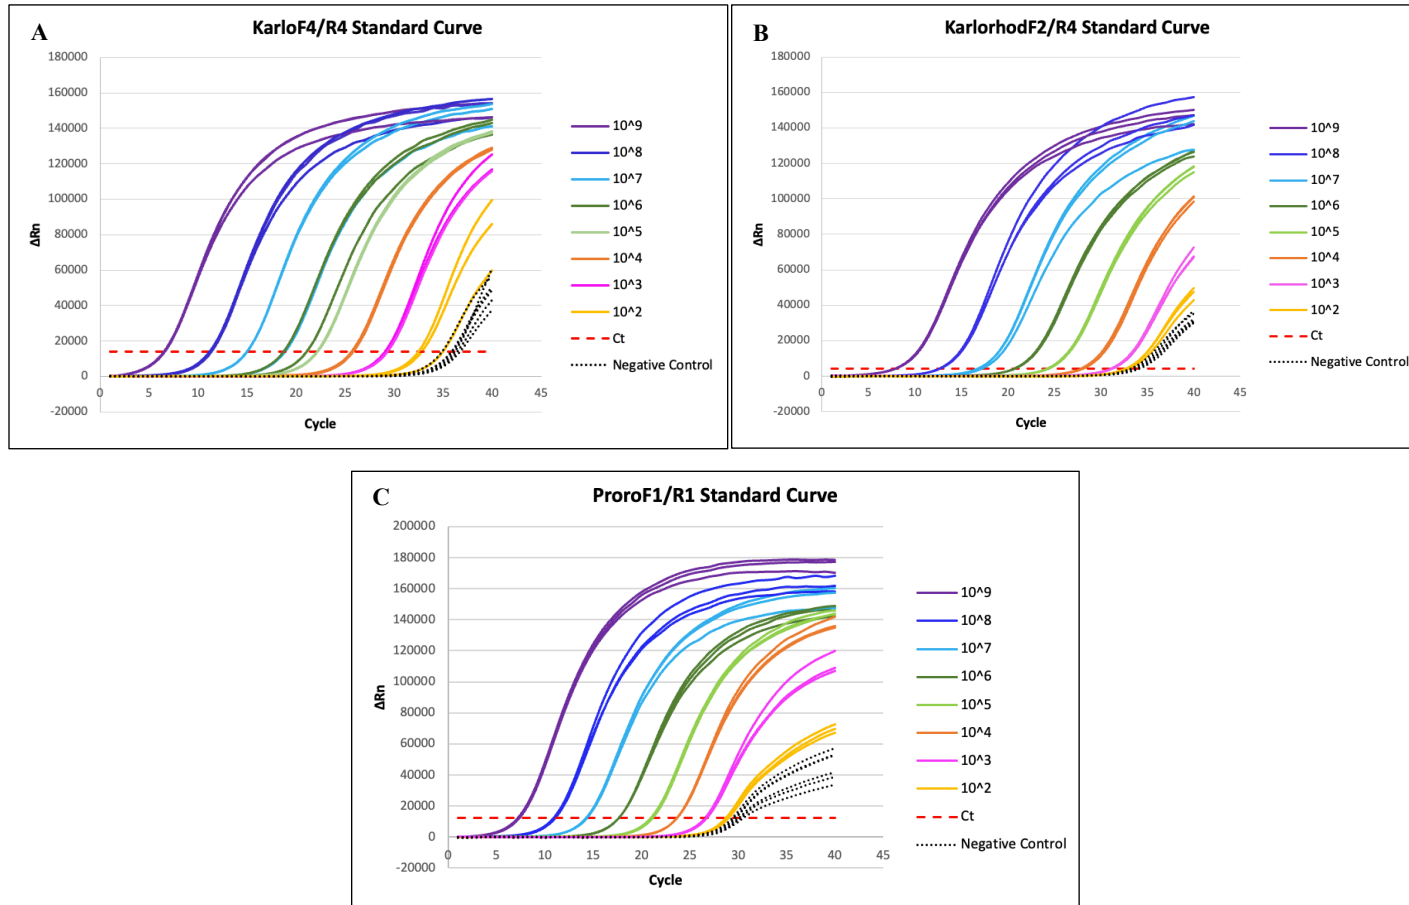 A
KarloF4/R4 Standard Curve
180000
160000
140000
120000
100000
80000
60000
40000
20000
0
-20000
ΔRn
0 5 10 15 20 25 30 35 40 45
Cycle
10^9
10^8
10^7
10^6
10^5
10^4
10^3
10^2
Ct
Negative Control
B
KarlorhodF2/R4 Standard Curve
180000
160000
140000
120000
100000
80000
60000
40000
20000
0
-20000
ΔRn
0 5 10 15 20 25 30 35 40 45
Cycle
10^9
10^8
10^7
10^6
10^5
10^4
10^3
10^2
Ct
Negative Control
C
ProroF1/R1 Standard Curve
200000
180000
160000
140000
120000
100000
80000
60000
40000
20000
0
-20000
ΔRn
0 5 10 15 20 25 30 35 40 45
Cycle
10^9
10^8
10^7
10^6
10^5
10^4
10^3
10^2
Ct
Negative Control